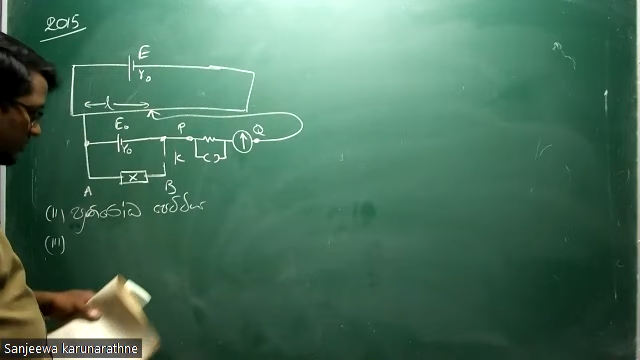 2015
E
r₀
l
E₀
r₀
P
Q
K
( )
A
X
B
(II) ප්‍රතිරෝධ පෙට්ටිය
(III)
Sanjeewa karunarathne